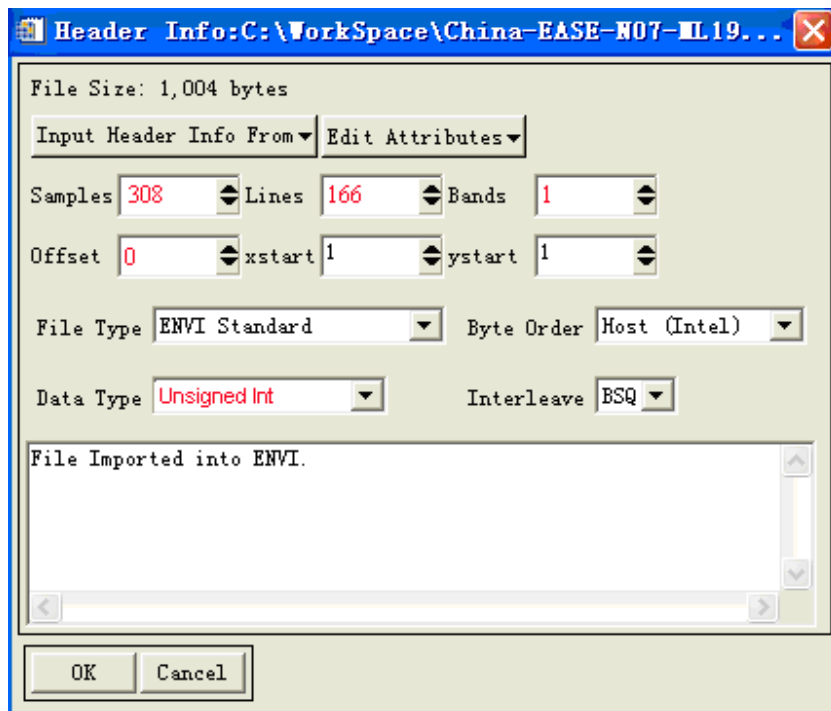 Header Info:C:\WorkSpace\China-EASE-N07-ML19...
File Size: 1,004 bytes
Input Header Info From Edit Attributes
Samples 308 Lines 166 Bands 1
Offset 0 xstart 1 ystart 1
File Type ENVI Standard Byte Order Host (Intel)
Data Type Unsigned Int Interleave BSQ
File Imported into ENVI.
OK Cancel